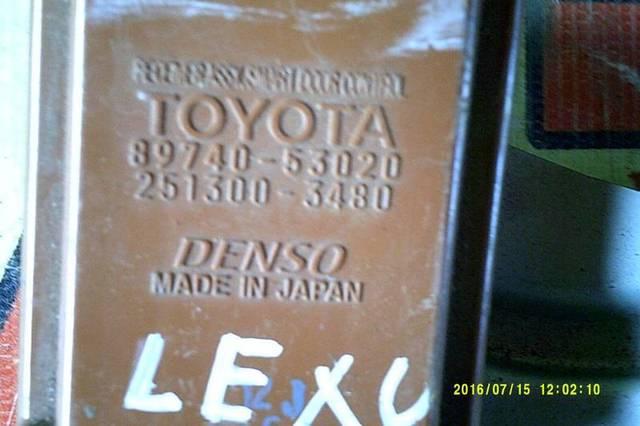 TOYOTA
89740-53020
251300-3480
DENSO
MADE IN JAPAN
LEXU
2016/07/15 12:02:10